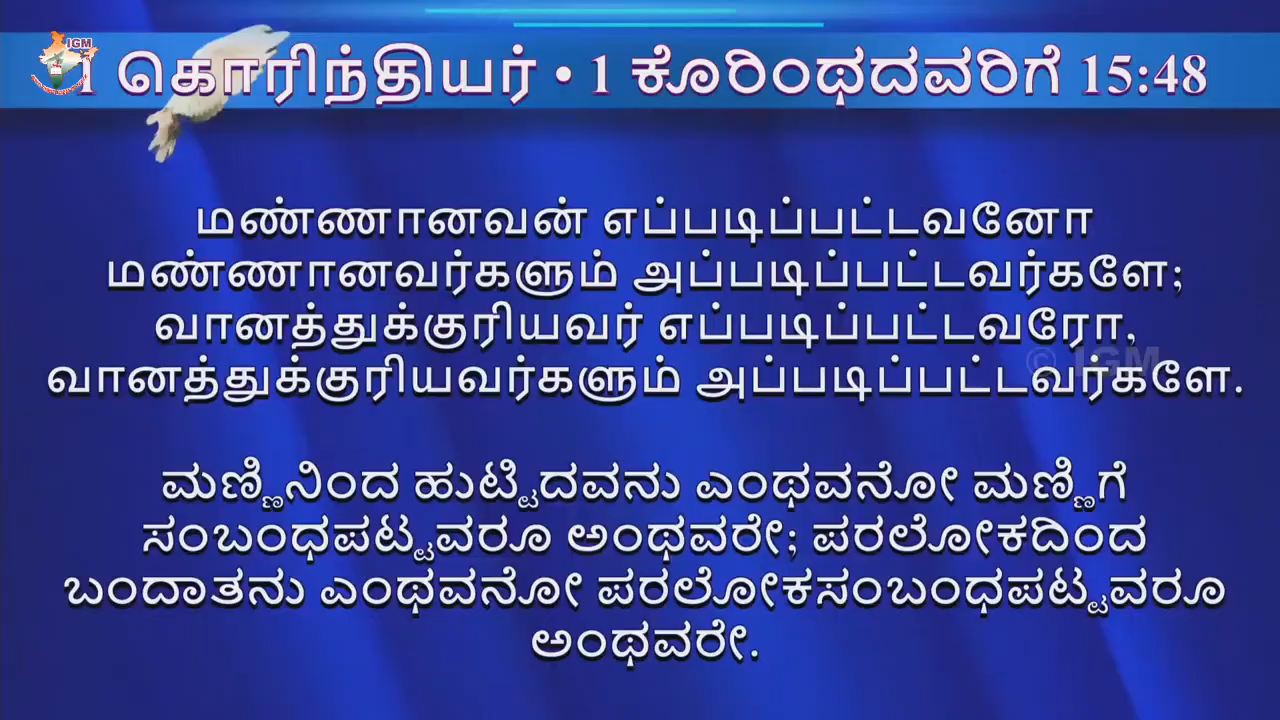 IGM
1 கொரிந்தியர் • 1 ಕೊರಿಂಥದವರಿಗೆ 15:48
மண்ணானவன் எப்படிப்பட்டவனோ
மண்ணானவர்களும் அப்படிப்பட்டவர்களே;
வானத்துக்குரியவர் எப்படிப்பட்டவரோ,
© IGM
வானத்துக்குரியவர்களும் அப்படிப்பட்டவர்களே.
ಮಣ್ಣಿನಿಂದ ಹುಟ್ಟಿದವನು ಎಂಥವನೋ ಮಣ್ಣಿಗೆ
ಸಂಬಂಧಪಟ್ಟವರೂ ಅಂಥವರೇ; ಪರಲೋಕದಿಂದ
ಬಂದಾತನು ಎಂಥವನೋ ಪರಲೋಕಸಂಬಂಧಪಟ್ಟವರೂ
ಅಂಥವರೇ.